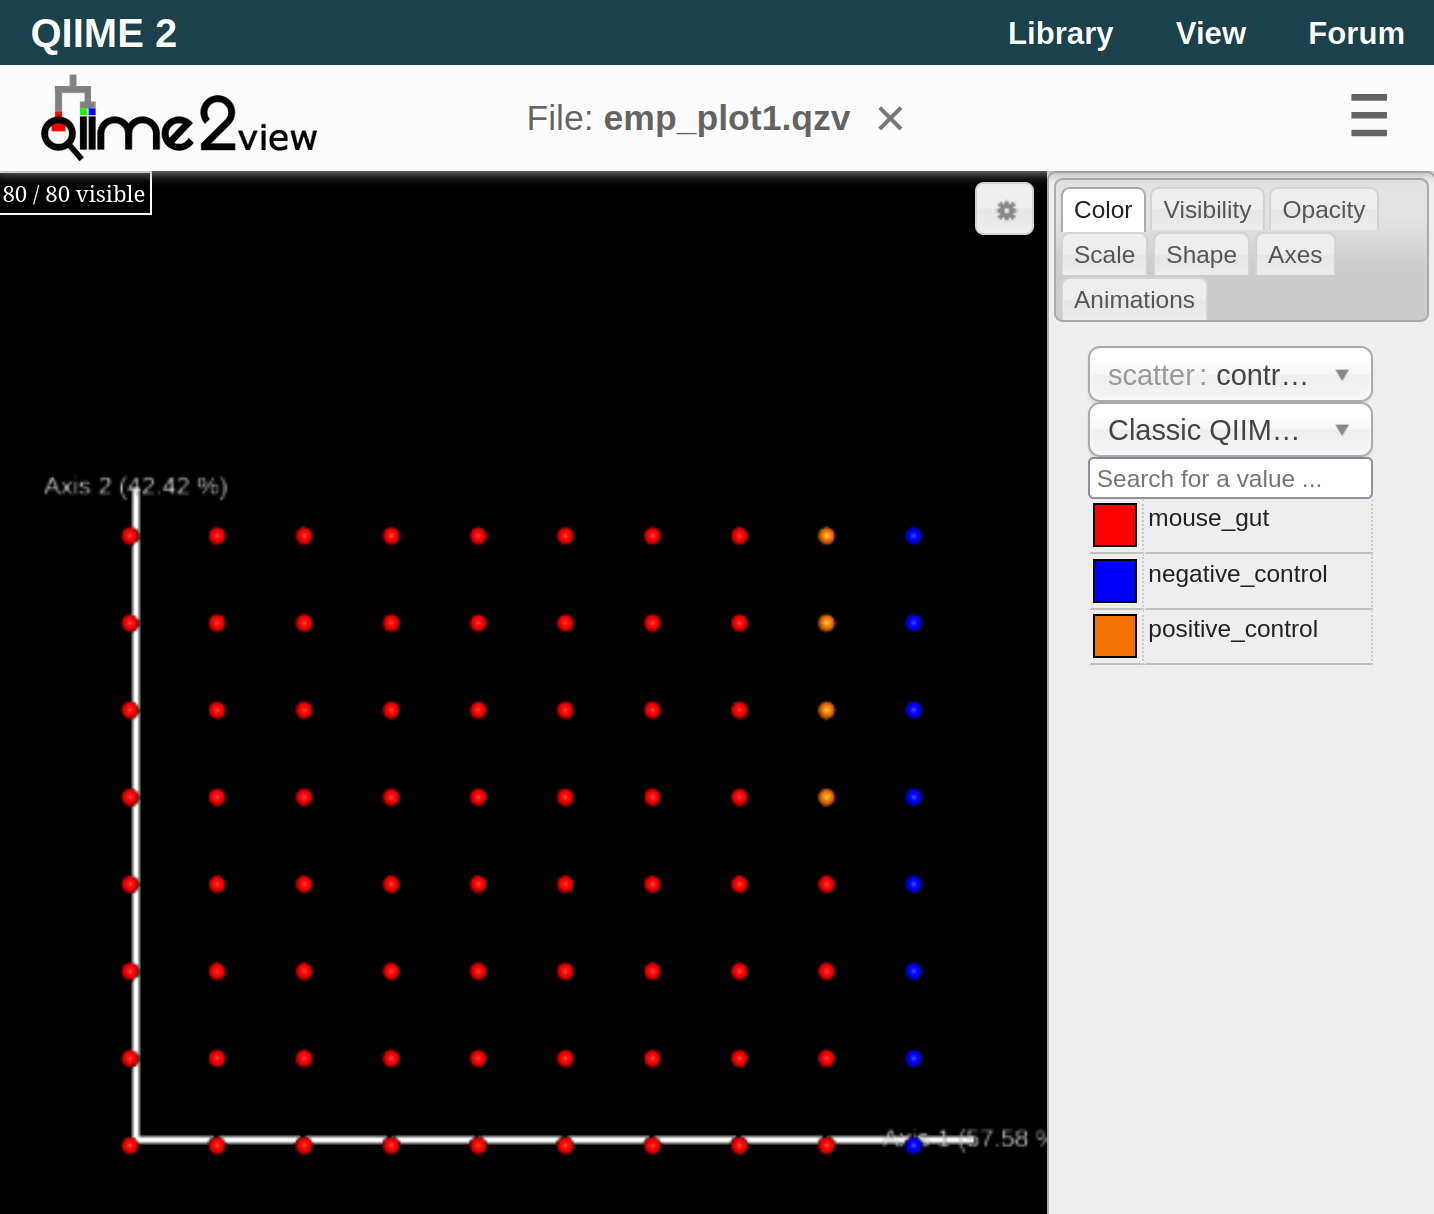 QIIME 2 Library View Forum
qiime2view File: emp_plot1.qzv ×
80 / 80 visible
Color Visibility Opacity
Scale Shape Axes
Animations
scatter: contr...
Classic QIIM...
Search for a value ...
mouse_gut
negative_control
positive_control
Axis 2 (42.42 %)
Axis 1 (57.58 %